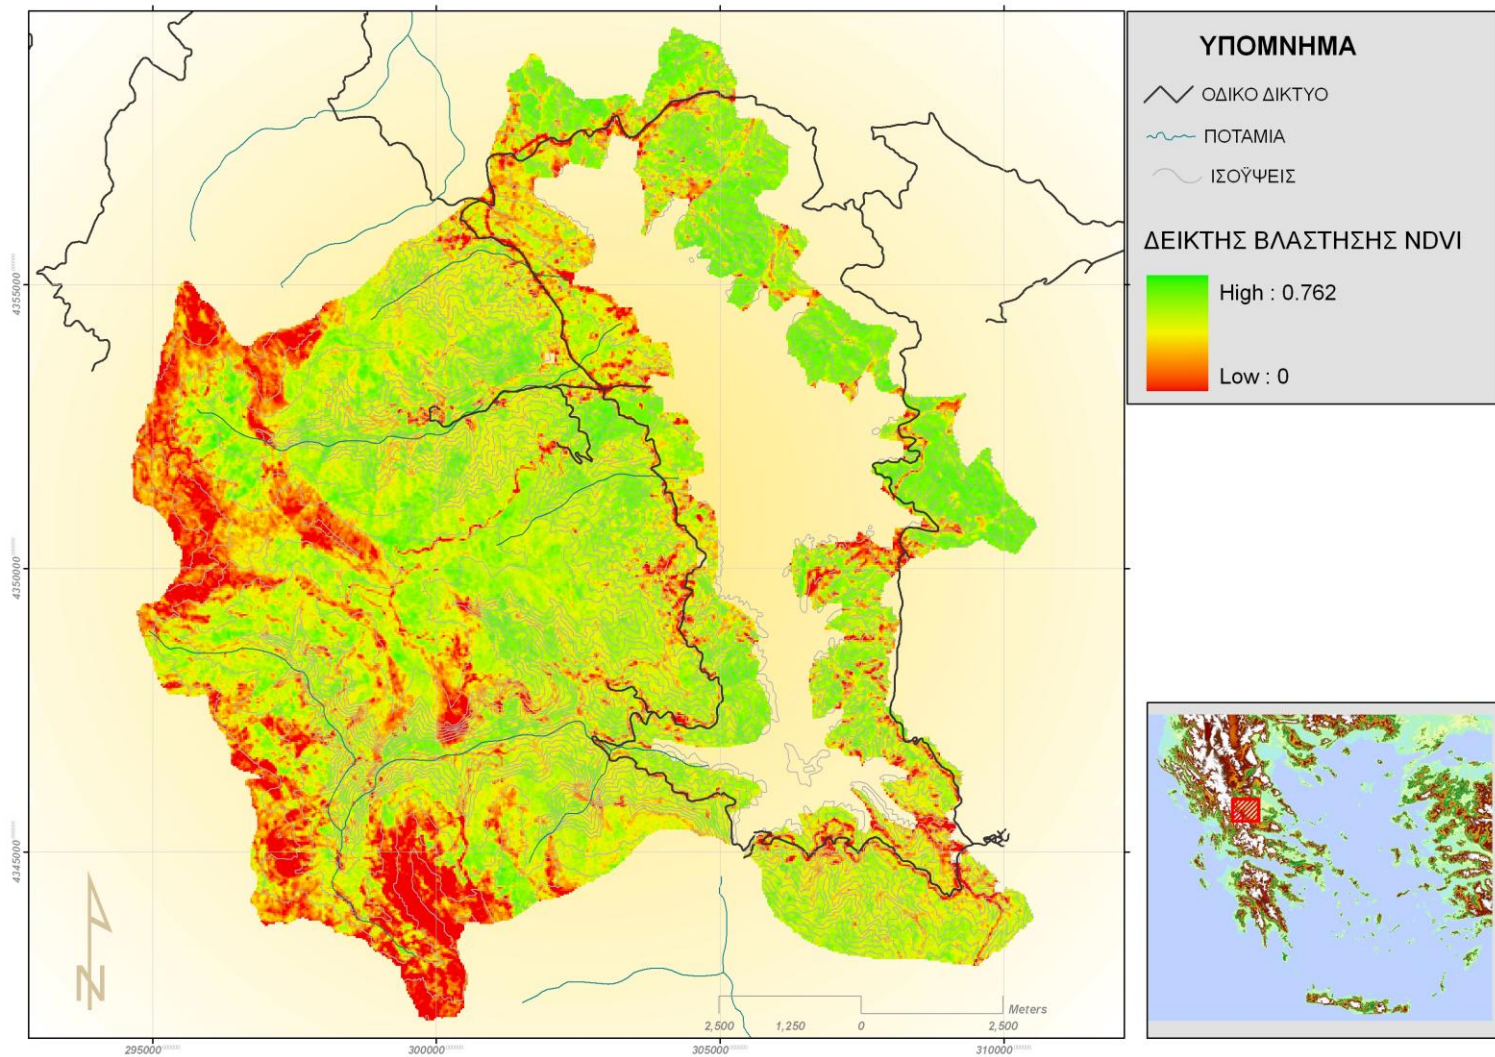 ΥΠΟΜΝΗΜΑ
ΟΔΙΚΟ ΔΙΚΤΥΟ
ΠΟΤΑΜΙΑ
ΙΣΟΫΨΕΙΣ
ΔΕΙΚΤΗΣ ΒΛΑΣΤΗΣΗΣ NDVI
High : 0.762
Low : 0
4355000
4350000
4345000
N
Meters
2,500 1,250 0 2,500
295000 300000 305000 310000